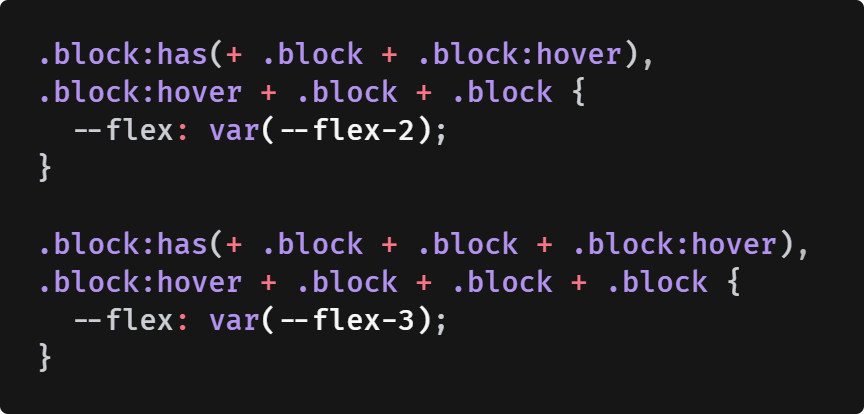 .block:has(+ .block + .block:hover),
.block:hover + .block + .block {
  --flex: var(--flex-2);
}

.block:has(+ .block + .block + .block:hover),
.block:hover + .block + .block + .block {
  --flex: var(--flex-3);
}